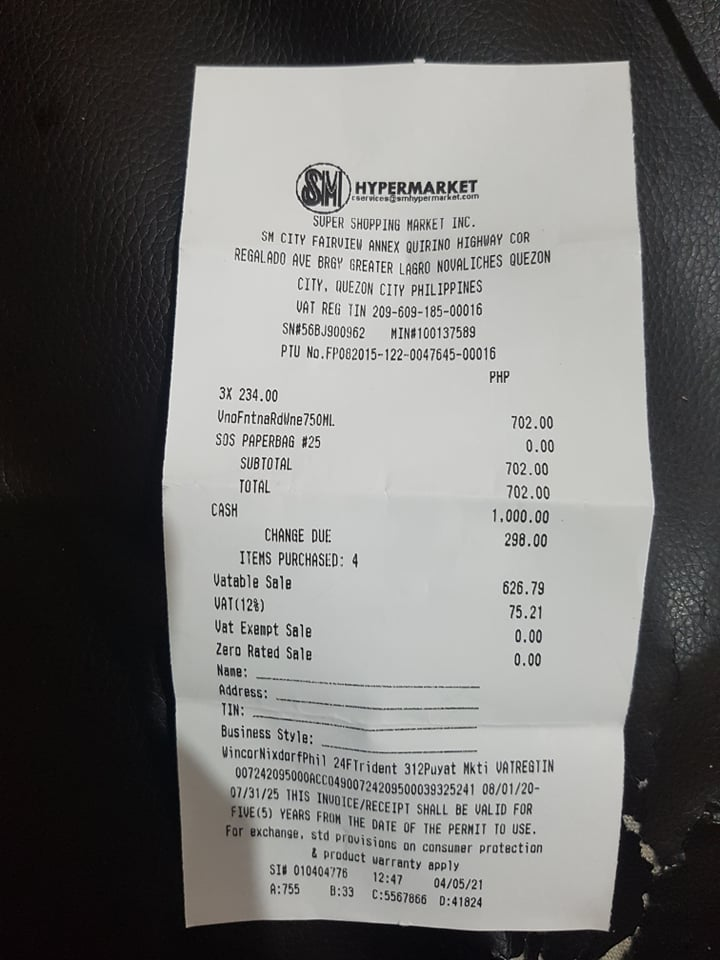 SM HYPERMARKET
cservices@smhypermarket.com
SUPER SHOPPING MARKET INC.
SM CITY FAIRVIEW ANNEX QUIRINO HIGHWAY COR
REGALADO AVE BRGY GREATER LAGRO NOVALICHES QUEZON
CITY, QUEZON CITY PHILIPPINES
VAT REG TIN 209-609-185-00016
SN#56BJ900962 MIN#100137589
PTU No.FP082015-122-0047645-00016
PHP
3X 234.00
VnoFntnaRdWne750ML 702.00
SOS PAPERBAG #25 0.00
SUBTOTAL 702.00
TOTAL 702.00
CASH 1,000.00
CHANGE DUE 298.00
ITEMS PURCHASED: 4
Vatable Sale 626.79
VAT(12%) 75.21
Vat Exempt Sale 0.00
Zero Rated Sale 0.00
Name:
Address:
TIN:
Business Style:
WincorNixdorfPhil 24FTrident 312Puyat Mkti VATREGTIN
007242095000ACC04900724209500039325241 08/01/20-
07/31/25 THIS INVOICE/RECEIPT SHALL BE VALID FOR
FIVE(5) YEARS FROM THE DATE OF THE PERMIT TO USE.
For exchange, std provisions on consumer protection
& product warranty apply
SI# 010404776 12:47 04/05/21
A:755 B:33 C:5567866 D:41824